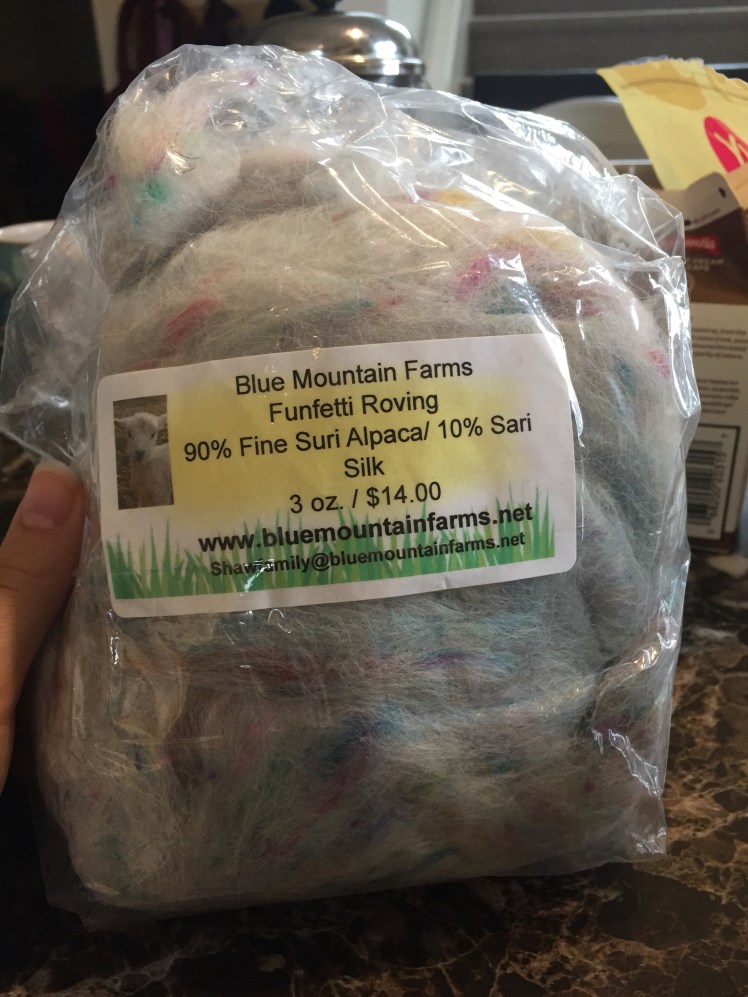 Blue Mountain Farms
Funfetti Roving
90% Fine Suri Alpaca/ 10% Sari
Silk
3 oz. / $14.00
www.bluemountainfarms.net
Shawfamily@bluemountainfarms.net